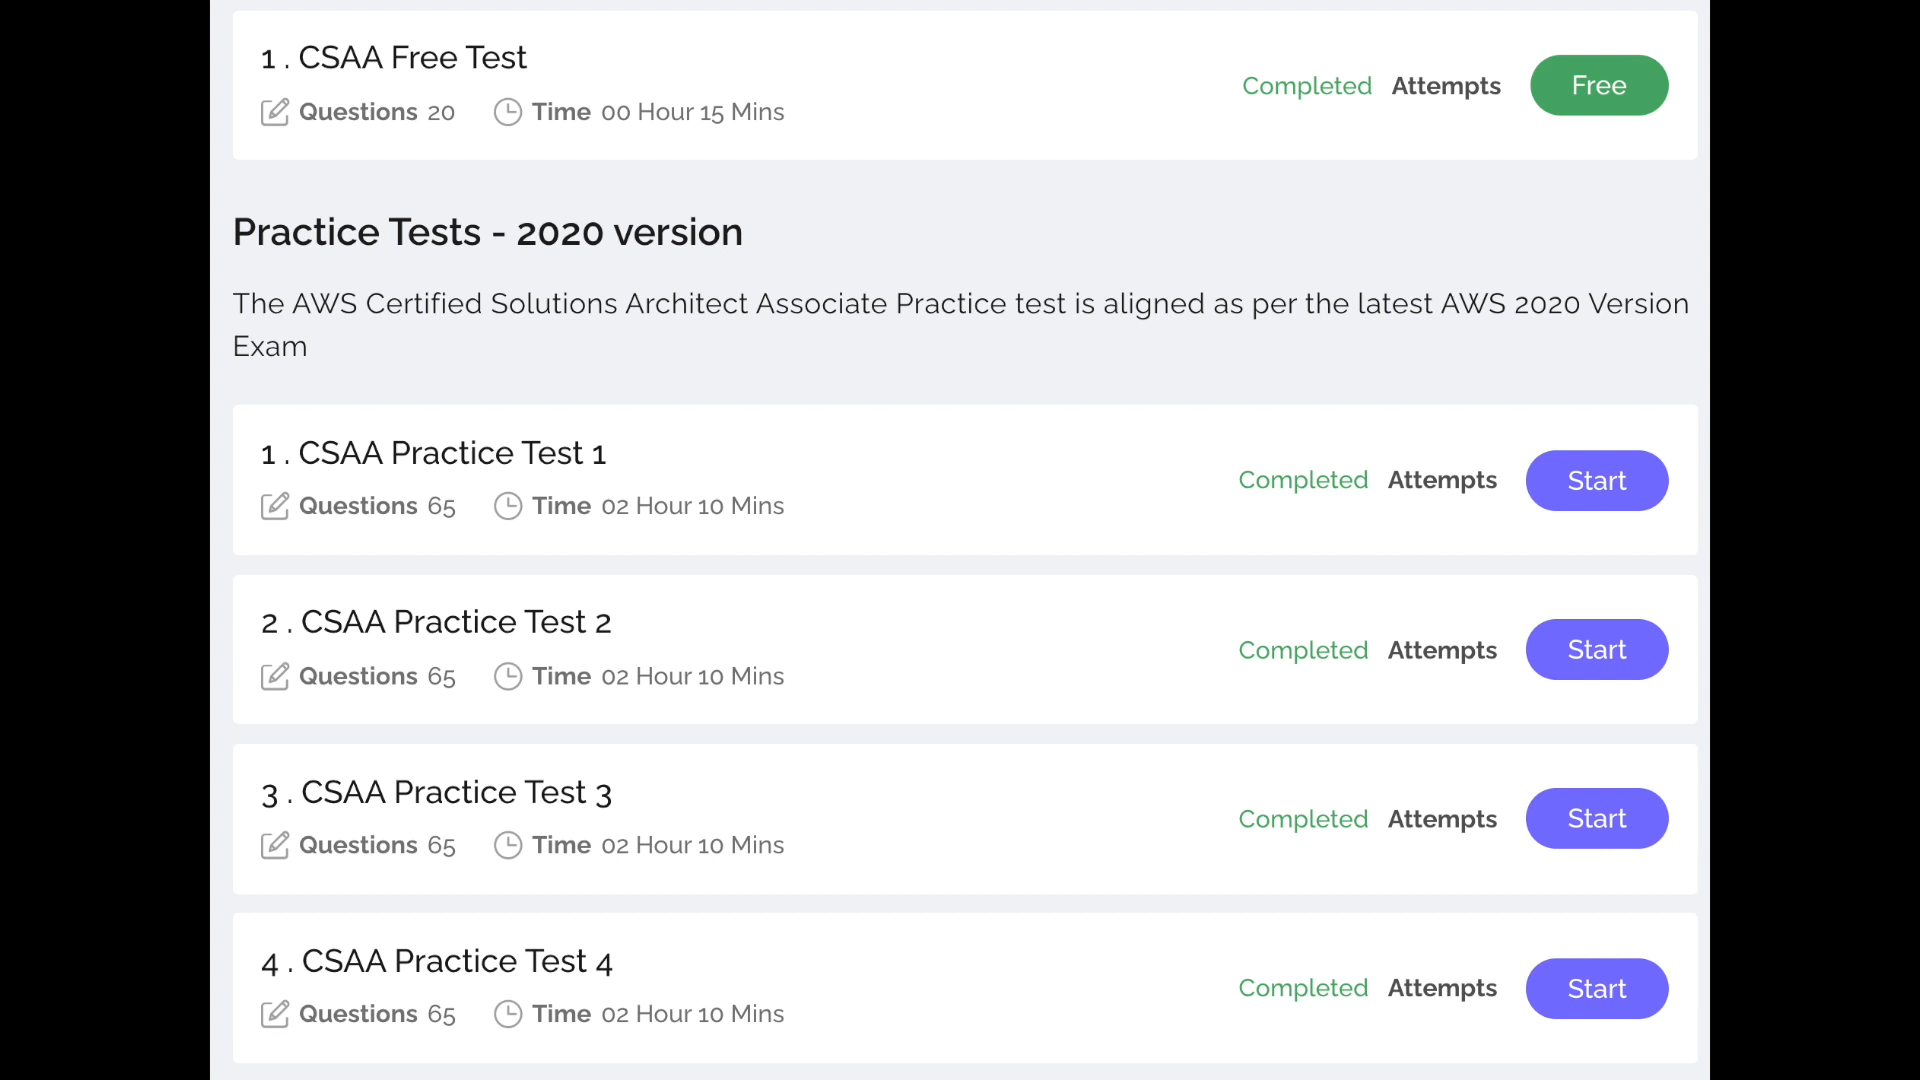 1 . CSAA Free Test
Questions 20 Time 00 Hour 15 Mins
Completed Attempts Free
Practice Tests - 2020 version
The AWS Certified Solutions Architect Associate Practice test is aligned as per the latest AWS 2020 Version
Exam
1 . CSAA Practice Test 1
Questions 65 Time 02 Hour 10 Mins
Completed Attempts Start
2 . CSAA Practice Test 2
Questions 65 Time 02 Hour 10 Mins
Completed Attempts Start
3 . CSAA Practice Test 3
Questions 65 Time 02 Hour 10 Mins
Completed Attempts Start
4 . CSAA Practice Test 4
Questions 65 Time 02 Hour 10 Mins
Completed Attempts Start